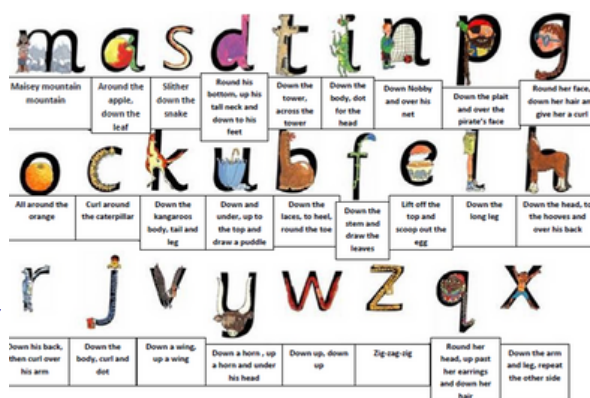 m a s d t i n p g
Maisey mountain
mountain
Around the
apple,
down the
leaf
Slither
down the
snake
Round his
bottom, up his
tall neck and
down to his
feet
Down the
tower,
across the
tower
Down the
body, dot
for the
head
Down Nobby
and over his
net
Down the plait
and over the
pirate's face
Round her face,
down her hair and
give her a curl
o c k u b f e l h
All around the
orange
Curl around
the caterpillar
Down the
kangaroos
body, tail and
leg
Down and
under, up to
the top and
draw a puddle
Down the
laces, to heel,
round the toe
Down the
stem and
draw the
leaves
Lift off the
top and
scoop out the
egg
Down the
long leg
Down the head, to
the hooves and
over his back
r j v y w z q x
Down his back,
then curl over
his arm
Down the
body, curl and
dot
Down a wing,
up a wing
Down a horn , up
a horn and under
his head
Down up, down
up
Zig-zag-zig
Round her
head, up past
her earrings
and down her
hair
Down the arm
and leg, repeat
the other side